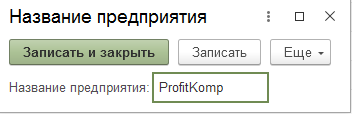 Название предприятия
Записать и закрыть Записать Еще
Название предприятия: ProfitKomp